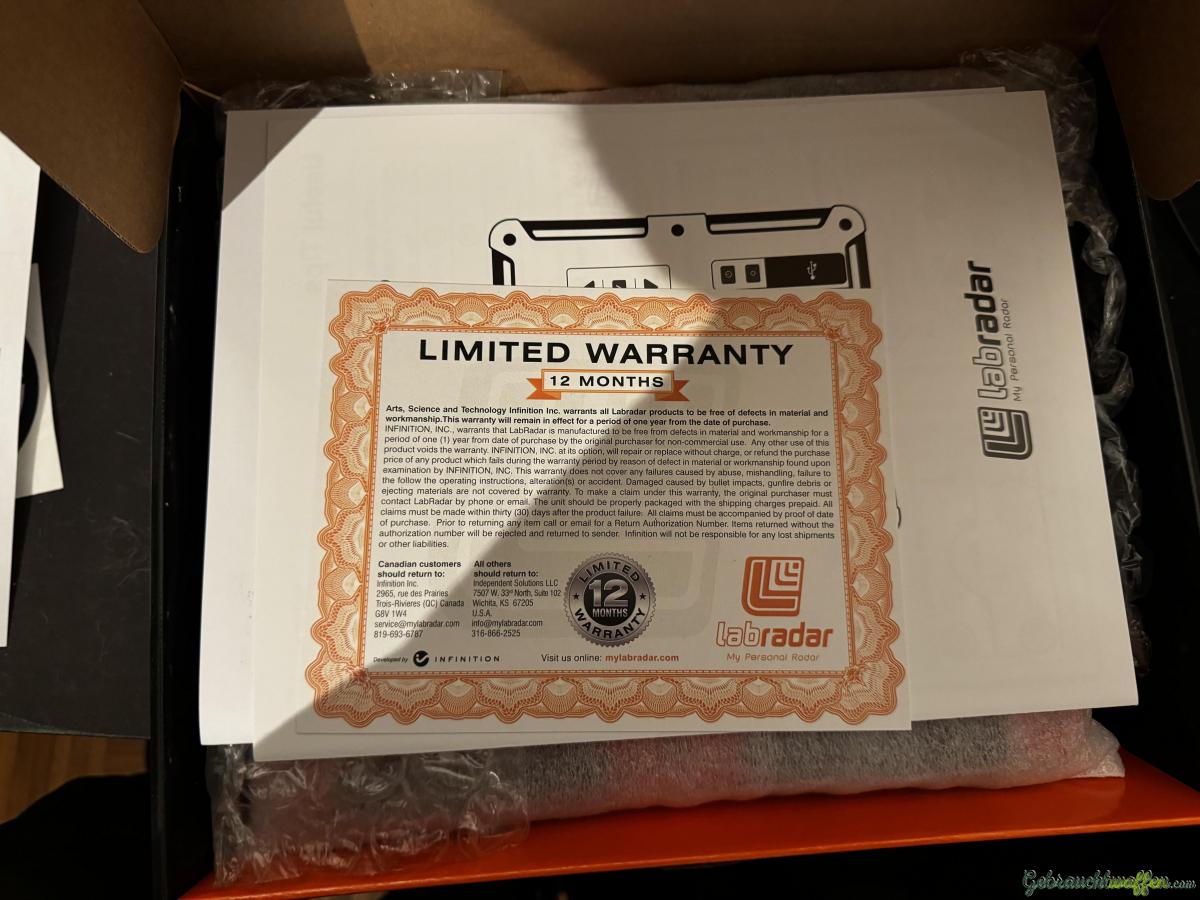 labradar
My Personal Radar
LIMITED WARRANTY
12 MONTHS
Arts, Science and Technology Infinition Inc. warrants all Labradar products to be free of defects in material and
workmanship.This warranty will remain in effect for a period of one year from the date of purchase.
INFINITION, INC., warrants that LabRadar is manufactured to be free from defects in material and workmanship for a
period of one (1) year from date of purchase by the original purchaser for non-commercial use. Any other use of this
product voids the warranty. INFINITION, INC. at its option, will repair or replace without charge, or refund the purchase
price of any product which fails during the warranty period by reason of defect in material or workmanship found upon
examination by INFINITION, INC. This warranty does not cover any failures caused by abuse, mishandling, failure to
the follow the operating instructions, alteration(s) or accident. Damaged caused by bullet impacts, gunfire debris or
ejecting materials are not covered by warranty. To make a claim under this warranty, the original purchaser must
contact LabRadar by phone or email. The unit should be properly packaged with the shipping charges prepaid. All
claims must be made within thirty (30) days after the product failure. All claims must be accompanied by proof of date
of purchase. Prior to returning any item call or email for a Return Authorization Number. Items returned without the
authorization number will be rejected and returned to sender. Infinition will not be responsible for any lost shipments
or other liabilities.
Canadian customers
should return to:
Infinition Inc.
2965, rue des Prairies
Trois-Rivieres (QC) Canada
G8V 1W4
service@mylabradar.com
819-693-6787
All others
should return to:
Independent Solutions LLC
7507 W. 33rd North, Suite 102
Wichita, KS 67205
U.S.A.
info@mylabradar.com
316-866-2525
LIMITED
12
MONTHS
WARRANTY
labradar
My Personal Radar
Developed by INFINITION
Visit us online: mylabradar.com
Gebrauchtwaffen.com